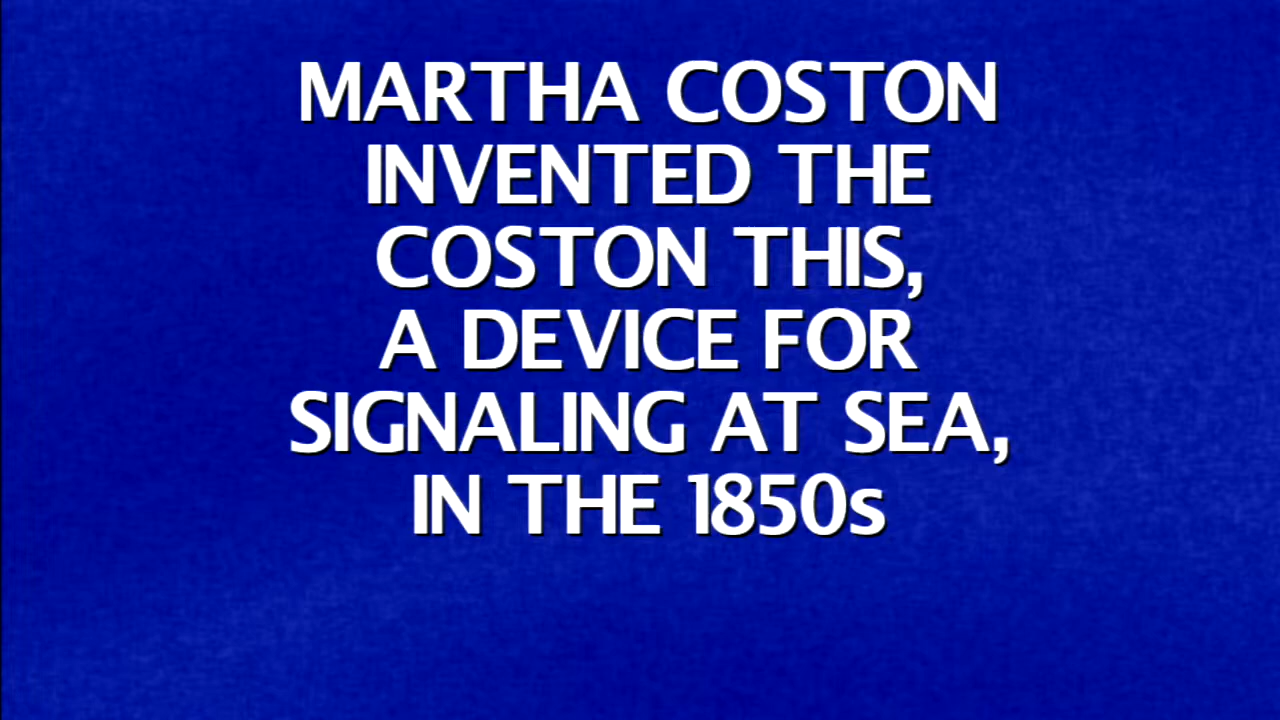 MARTHA COSTON
INVENTED THE
COSTON THIS,
A DEVICE FOR
SIGNALING AT SEA,
IN THE 1850s